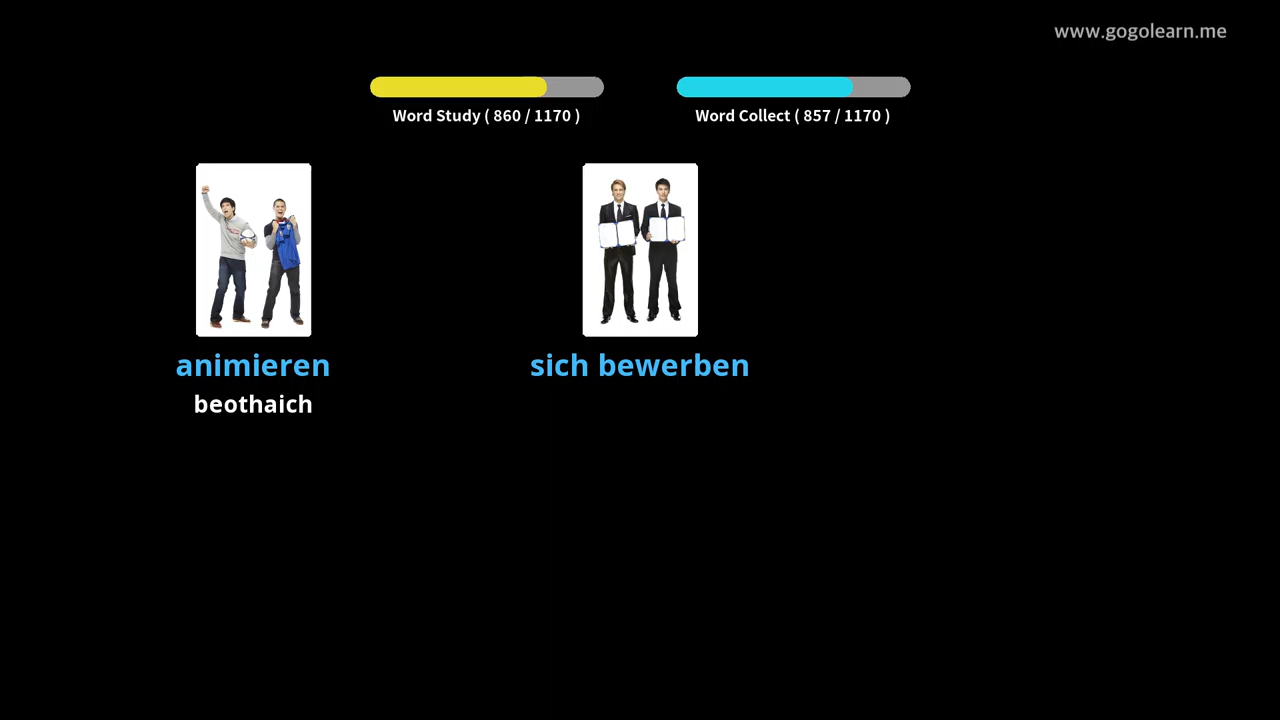 www.gogolearn.me
Word Study ( 860 / 1170 )
Word Collect ( 857 / 1170 )
animieren
beothaich
sich bewerben